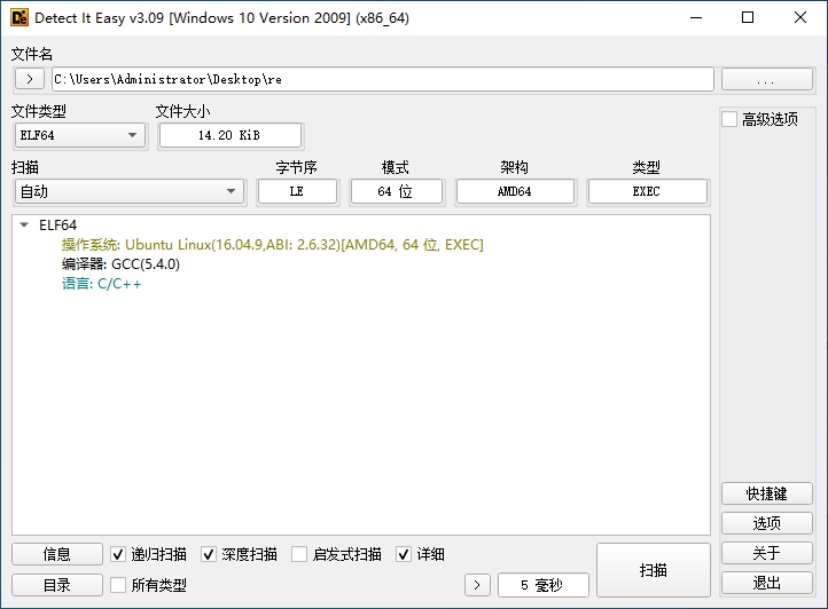 Detect It Easy v3.09 [Windows 10 Version 2009] (x86_64)
文件名
> C:\Users\Administrator\Desktop\re ...
文件类型 文件大小
ELF64 14.20 KiB 高级选项
扫描 字节序 模式 架构 类型
自动 LE 64 位 AMD64 EXEC
ELF64
操作系统: Ubuntu Linux(16.04.9,ABI: 2.6.32)[AMD64, 64 位, EXEC]
编译器: GCC(5.4.0)
语言: C/C++
快捷键
选项
信息 递归扫描 深度扫描 启发式扫描 详细 扫描 关于
目录 所有类型 > 5 毫秒 退出